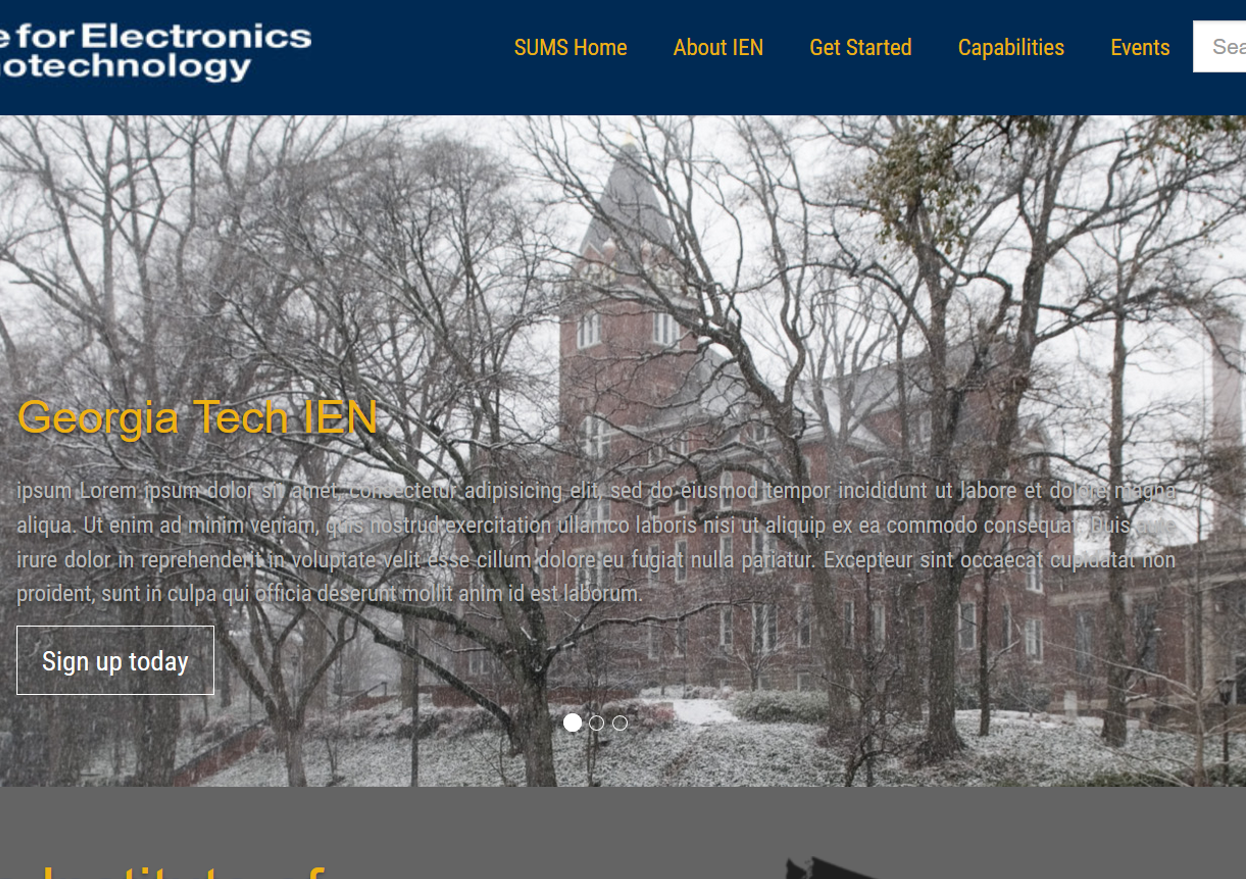 e for Electronics
notechnology
SUMS Home About IEN Get Started Capabilities Events Sea
Georgia Tech IEN
ipsum Lorem ipsum dolor sit amet, consectetur adipisicing elit, sed do eiusmod tempor incididunt ut labore et dolore magna
aliqua. Ut enim ad minim veniam, quis nostrud exercitation ullamco laboris nisi ut aliquip ex ea commodo consequat. Duis aute
irure dolor in reprehenderit in voluptate velit esse cillum dolore eu fugiat nulla pariatur. Excepteur sint occaecat cupidatat non
proident, sunt in culpa qui officia deserunt mollit anim id est laborum.
Sign up today
Institute f